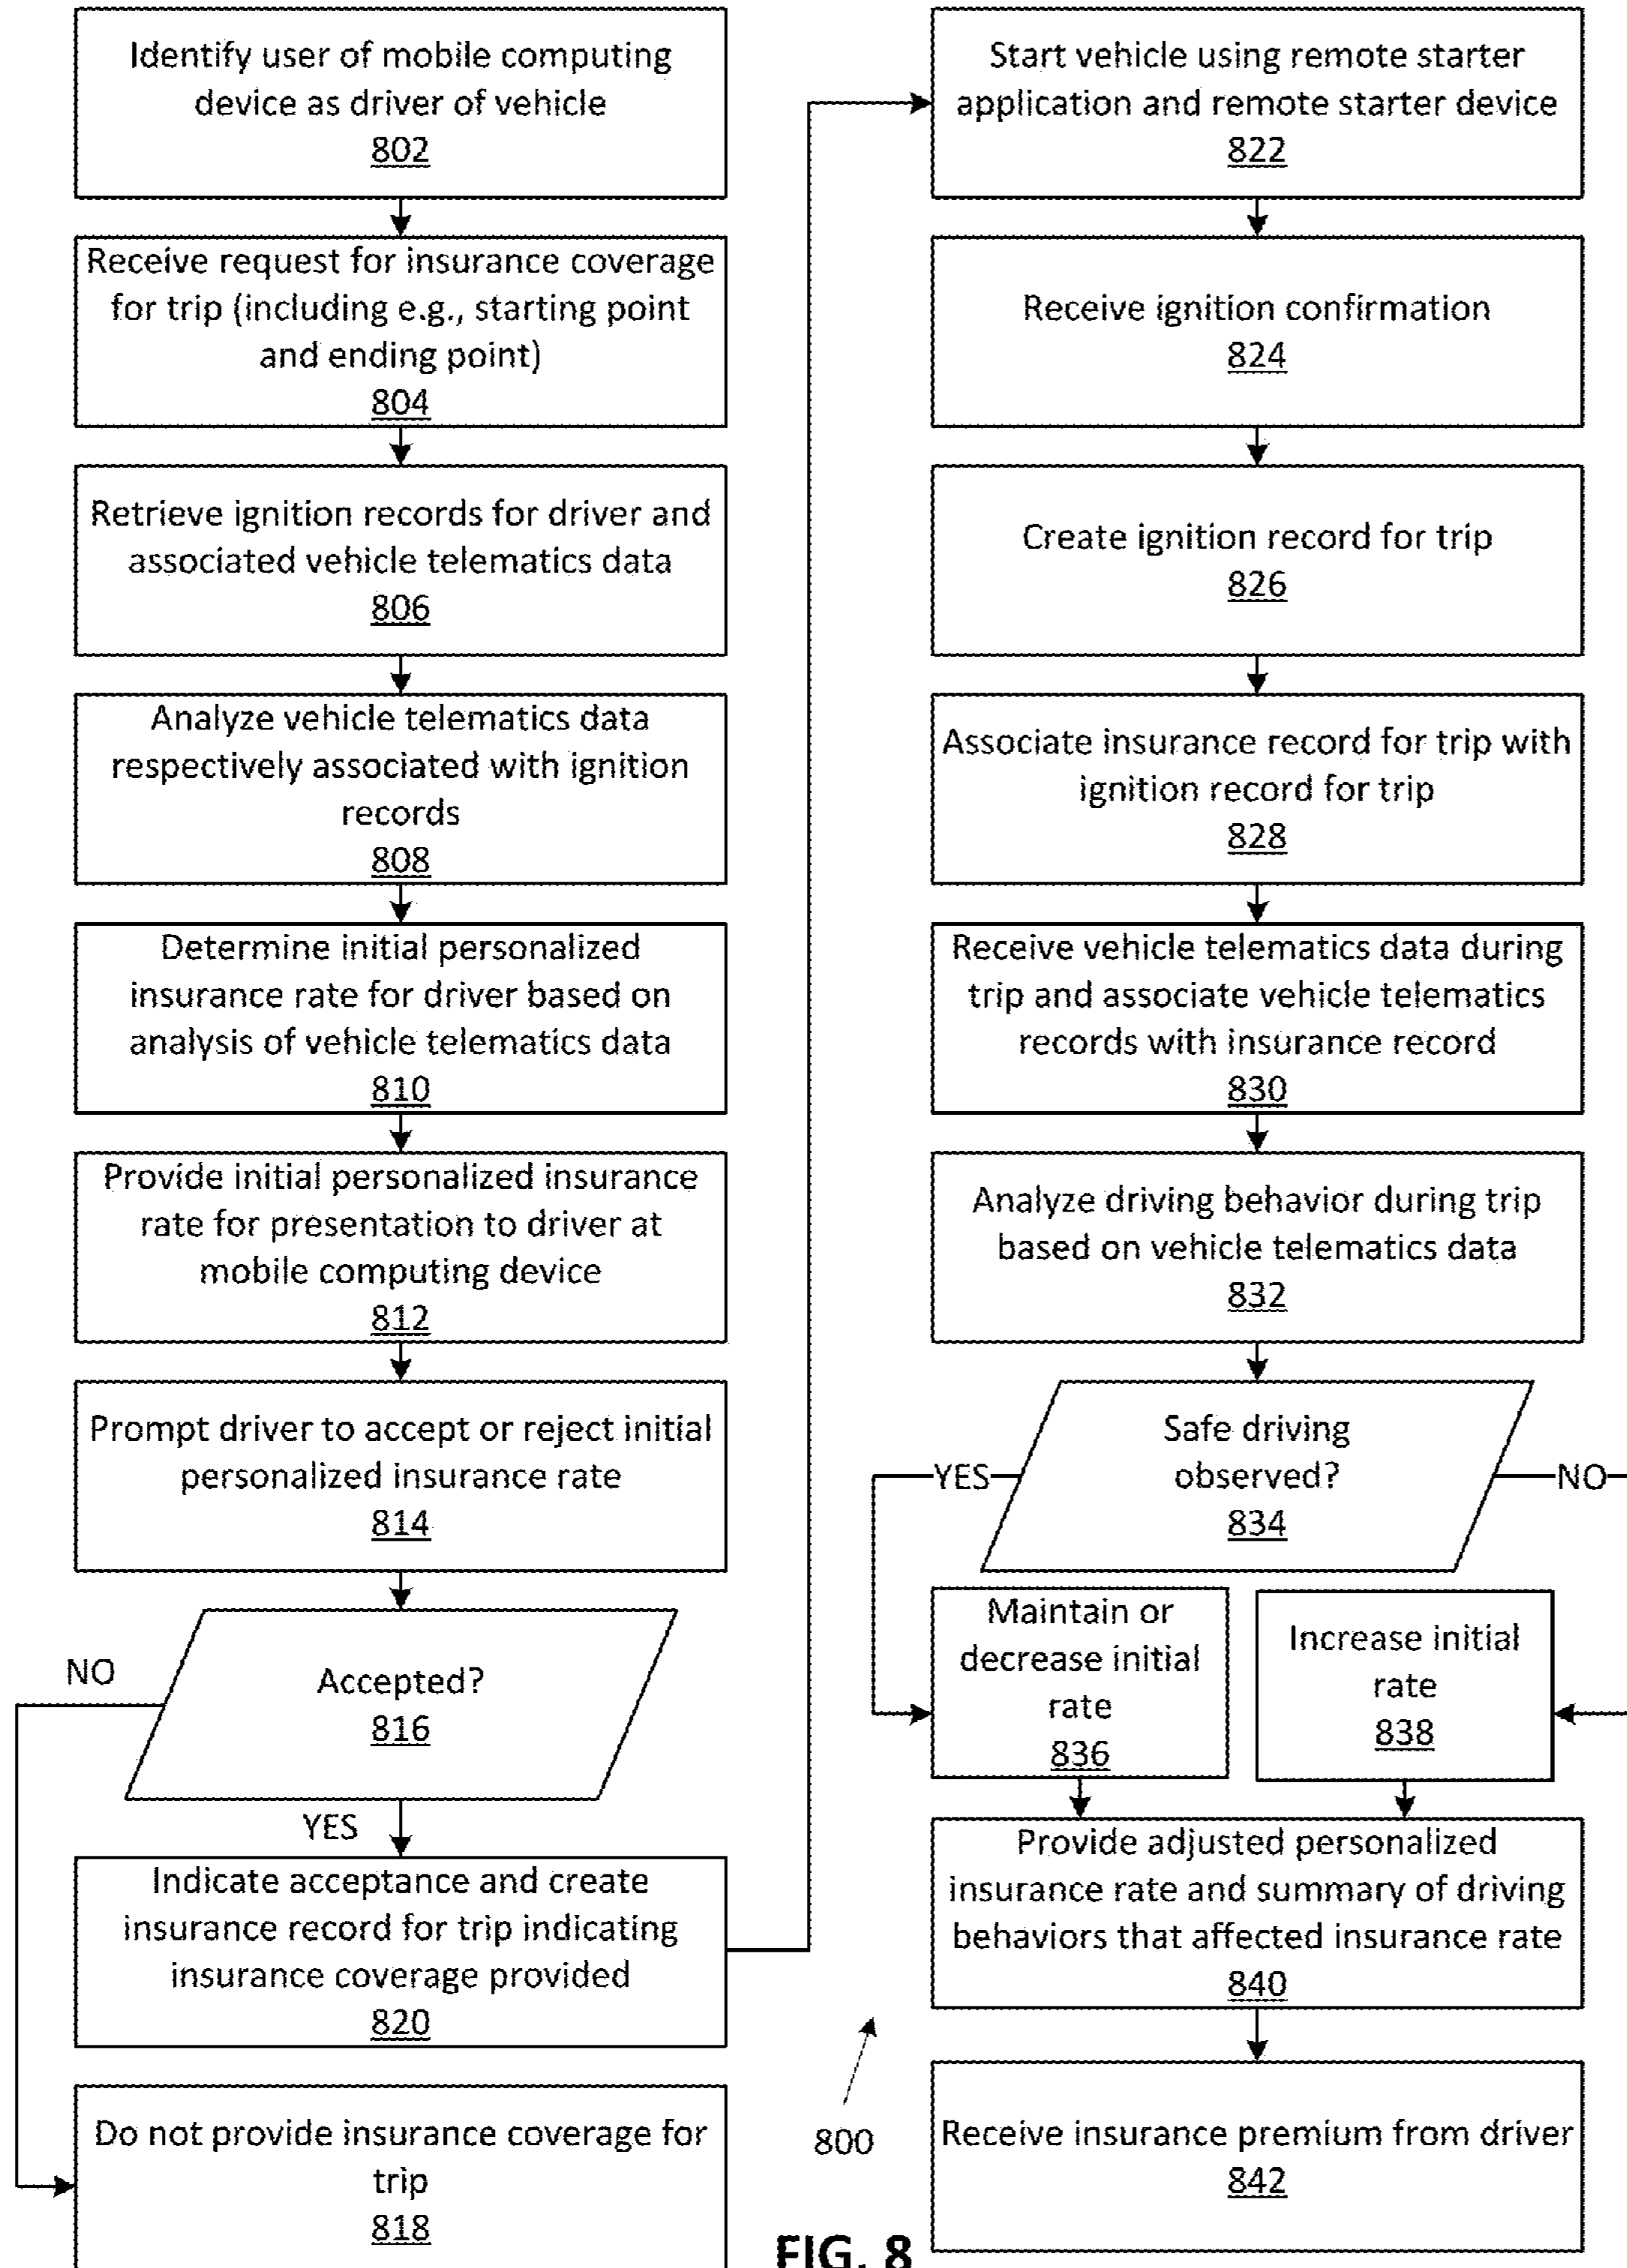 Identify user of mobile computing
device as driver of vehicle
802
Receive request for insurance coverage
for trip (including e.g., starting point
and ending point)
804
Retrieve ignition records for driver and
associated vehicle telematics data
806
Analyze vehicle telematics data
respectively associated with ignition
records
808
Determine initial personalized
insurance rate for driver based on
analysis of vehicle telematics data
810
Provide initial personalized insurance
rate for presentation to driver at
mobile computing device
812
Prompt driver to accept or reject initial
personalized insurance rate
814
NO
Accepted?
816
YES
Indicate acceptance and create
insurance record for trip indicating
insurance coverage provided
820
Do not provide insurance coverage for
trip
818
Start vehicle using remote starter
application and remote starter device
822
Receive ignition confirmation
824
Create ignition record for trip
826
Associate insurance record for trip with
ignition record for trip
828
Receive vehicle telematics data during
trip and associate vehicle telematics
records with insurance record
830
Analyze driving behavior during trip
based on vehicle telematics data
832
Safe driving
observed?
834
YES
NO
Maintain or
decrease initial
rate
836
Increase initial
rate
838
Provide adjusted personalized
insurance rate and summary of driving
behaviors that affected insurance rate
840
Receive insurance premium from driver
842
800
FIG. 8